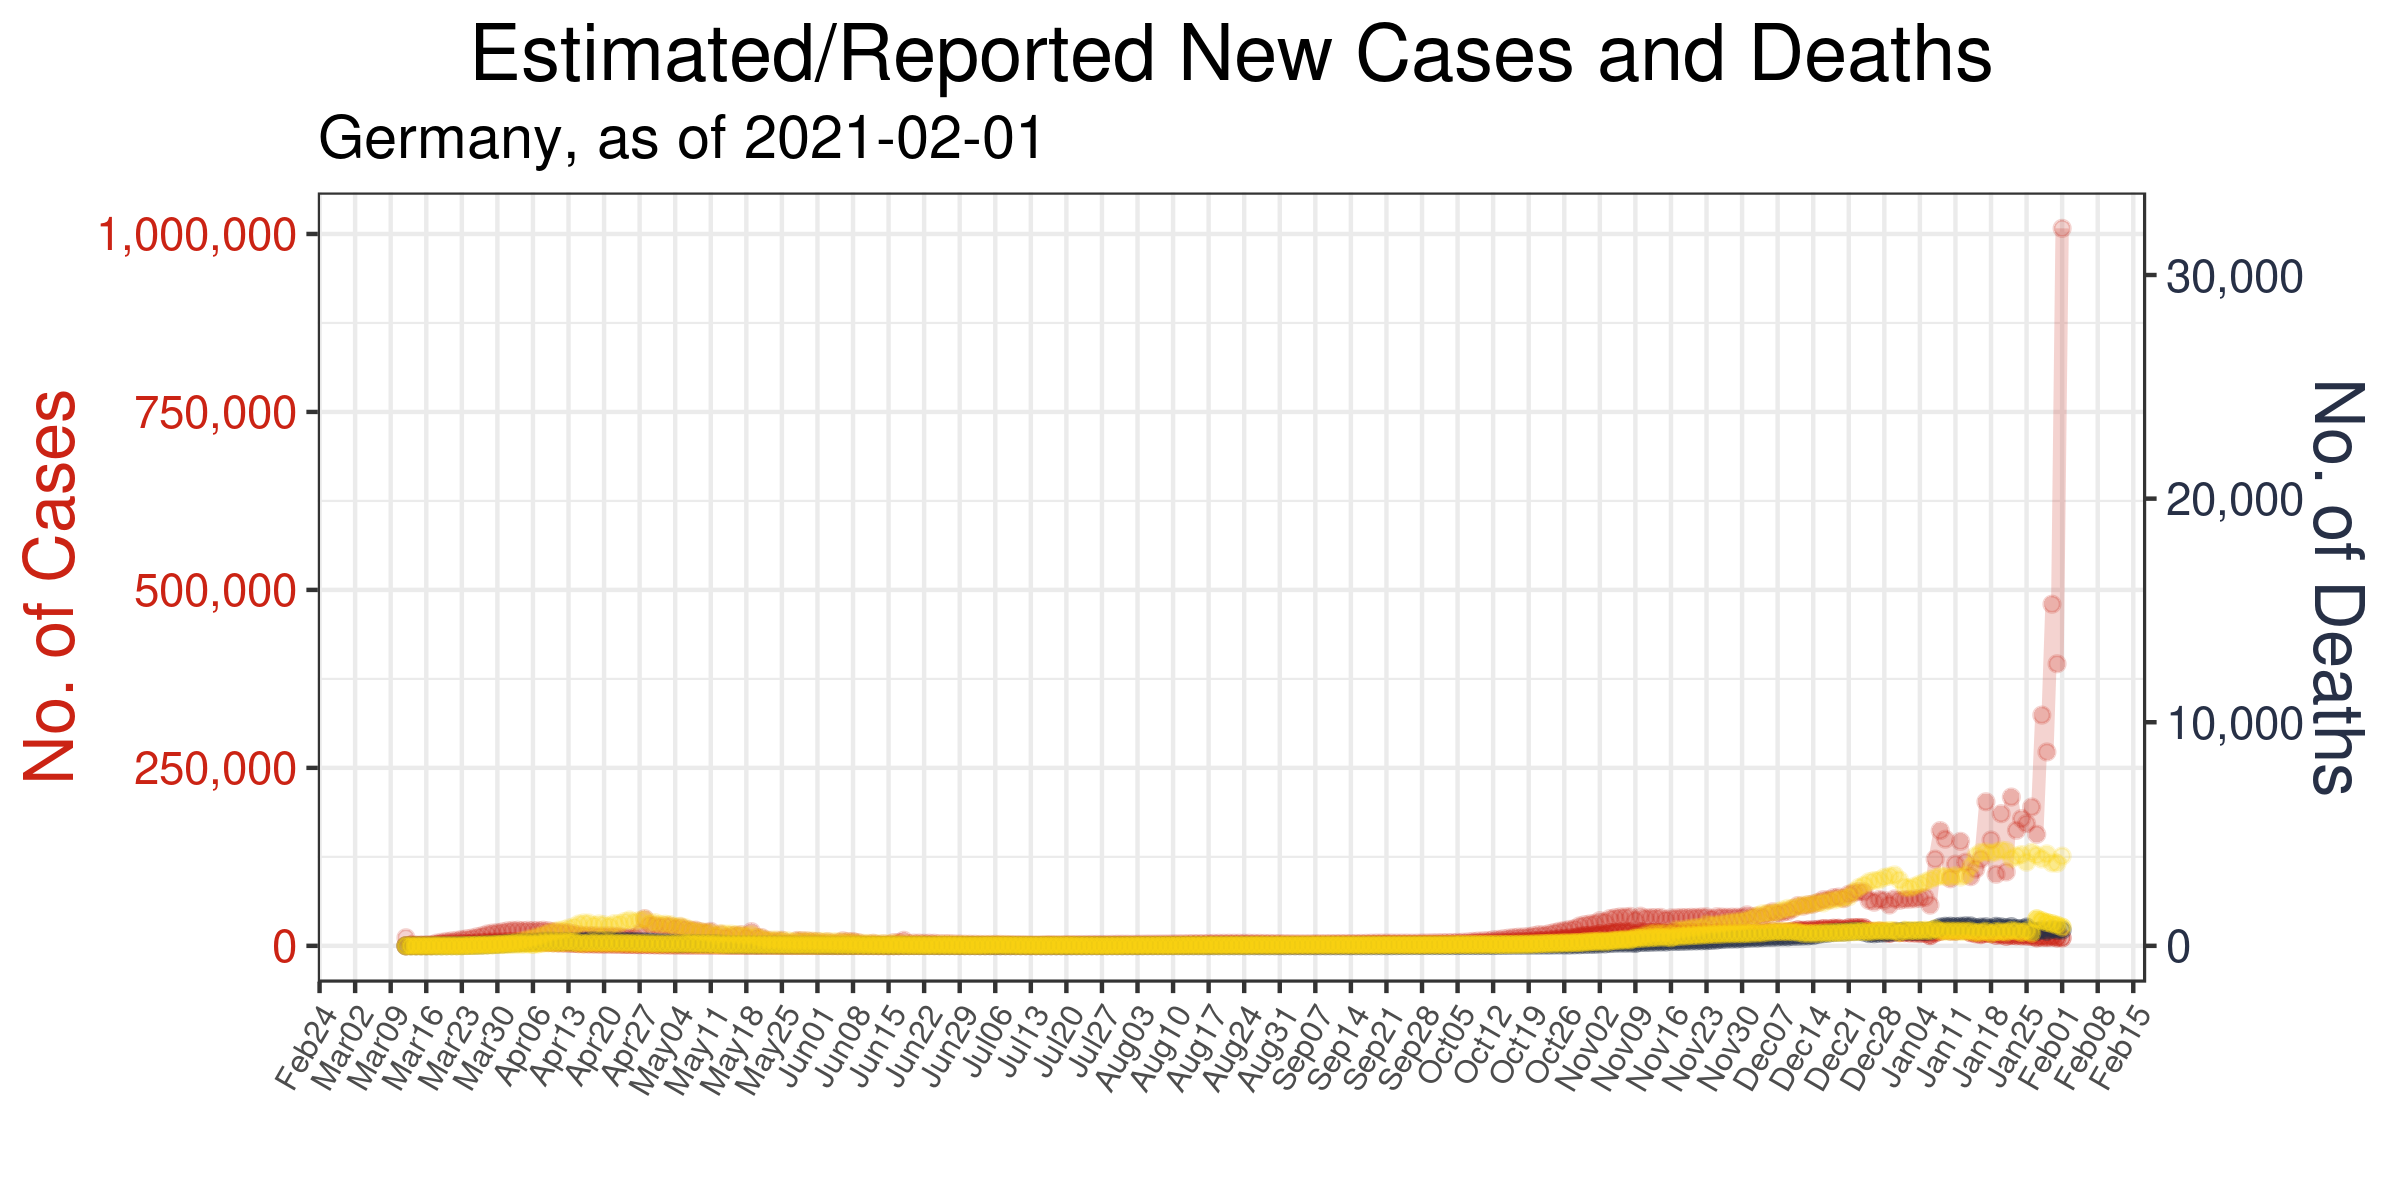 Estimated/Reported New Cases and Deaths
Germany, as of 2021-02-01
No. of Cases
1,000,000
750,000
500,000
250,000
0
30,000
20,000
10,000
0
No. of Deaths
Feb24
Mar02
Mar09
Mar16
Mar23
Mar30
Apr06
Apr13
Apr20
Apr27
May04
May11
May18
May25
Jun01
Jun08
Jun15
Jun22
Jun29
Jul06
Jul13
Jul20
Jul27
Aug03
Aug10
Aug17
Aug24
Aug31
Sep07
Sep14
Sep21
Sep28
Oct05
Oct12
Oct19
Oct26
Nov02
Nov09
Nov16
Nov23
Nov30
Dec07
Dec14
Dec21
Dec28
Jan04
Jan11
Jan18
Jan25
Feb01
Feb08
Feb15